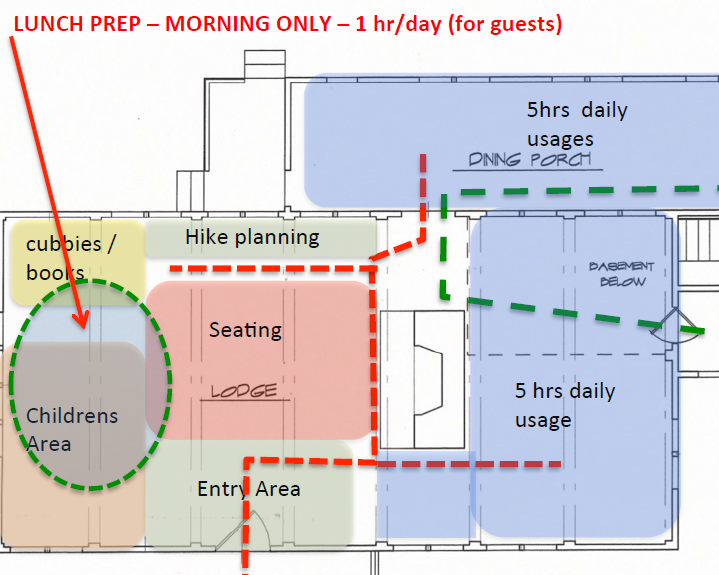 LUNCH PREP – MORNING ONLY – 1 hr/day (for guests)
5hrs daily
usages
DINING PORCH
cubbies /
books
Hike planning
BASEMENT
BELOW
Seating
LODGE
5 hrs daily
usage
Childrens
Area
Entry Area